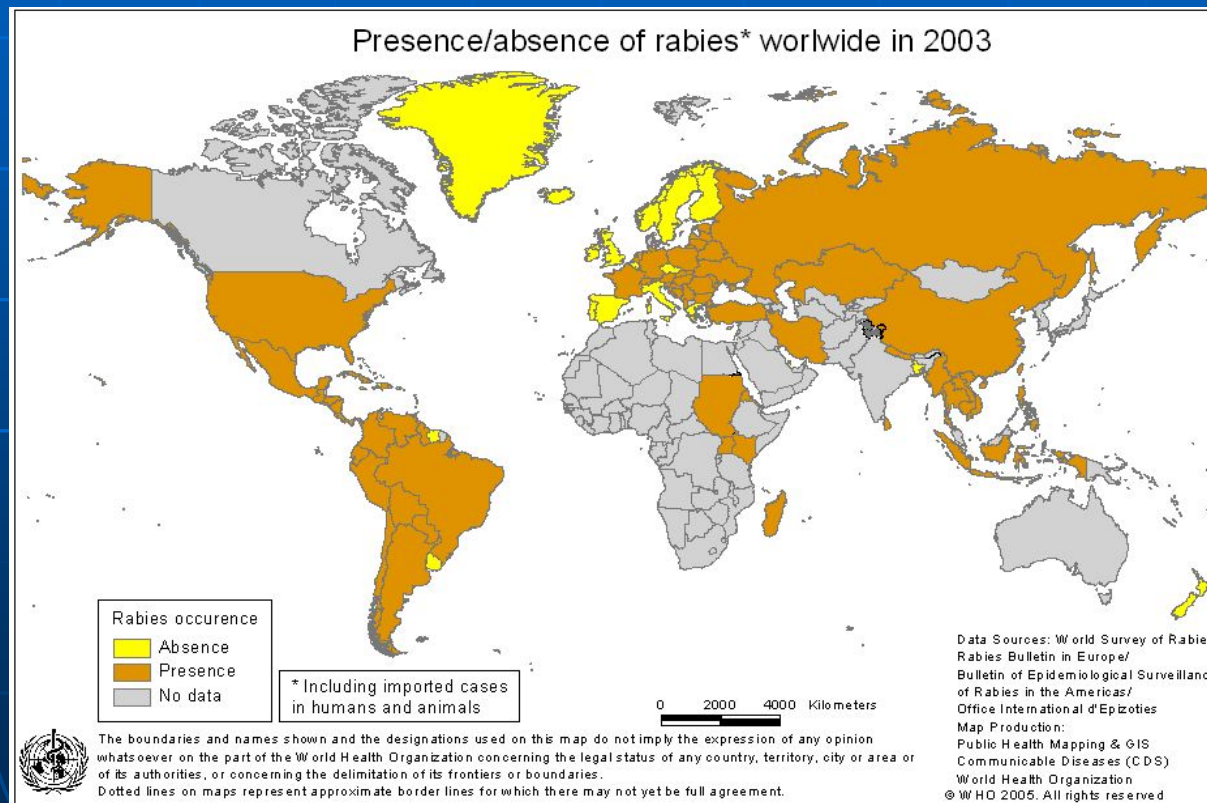 Presence/absence of rabies* worlwide in 2003
Rabies occurence
Absence
Presence
No data
* Including imported cases
in humans and animals
0 2000 4000 Kilometers
Data Sources: World Survey of Rabie
Rabies Bulletin in Europe/
Bulletin of Epidemiological Surveillanc
of Rabies in the Americas/
Office International d'Epizoties
Map Production:
Public Health Mapping & GIS
Communicable Diseases (CDS)
World Health Organization
© WHO 2005. All rights reserved
The boundaries and names shown and the designations used on this map do not imply the expression of any opinion
whatsoever on the part of the World Health Organization concerning the legal status of any country, territory, city or area or
of its authorities, or concerning the delimitation of its frontiers or boundaries.
Dotted lines on maps represent approximate border lines for which there may not yet be full agreement.